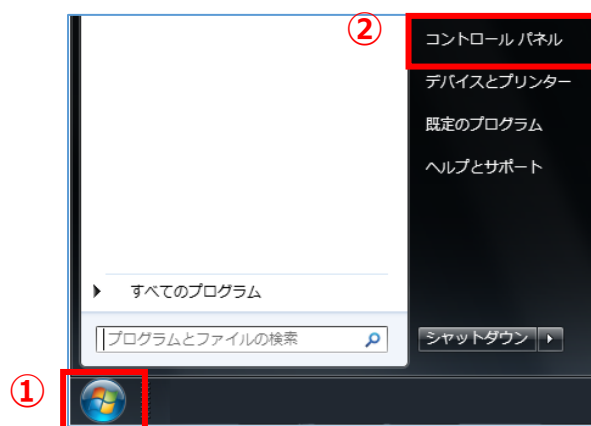 ②
コントロール パネル
デバイスとプリンター
既定のプログラム
ヘルプとサポート
すべてのプログラム
プログラムとファイルの検索
シャットダウン
①